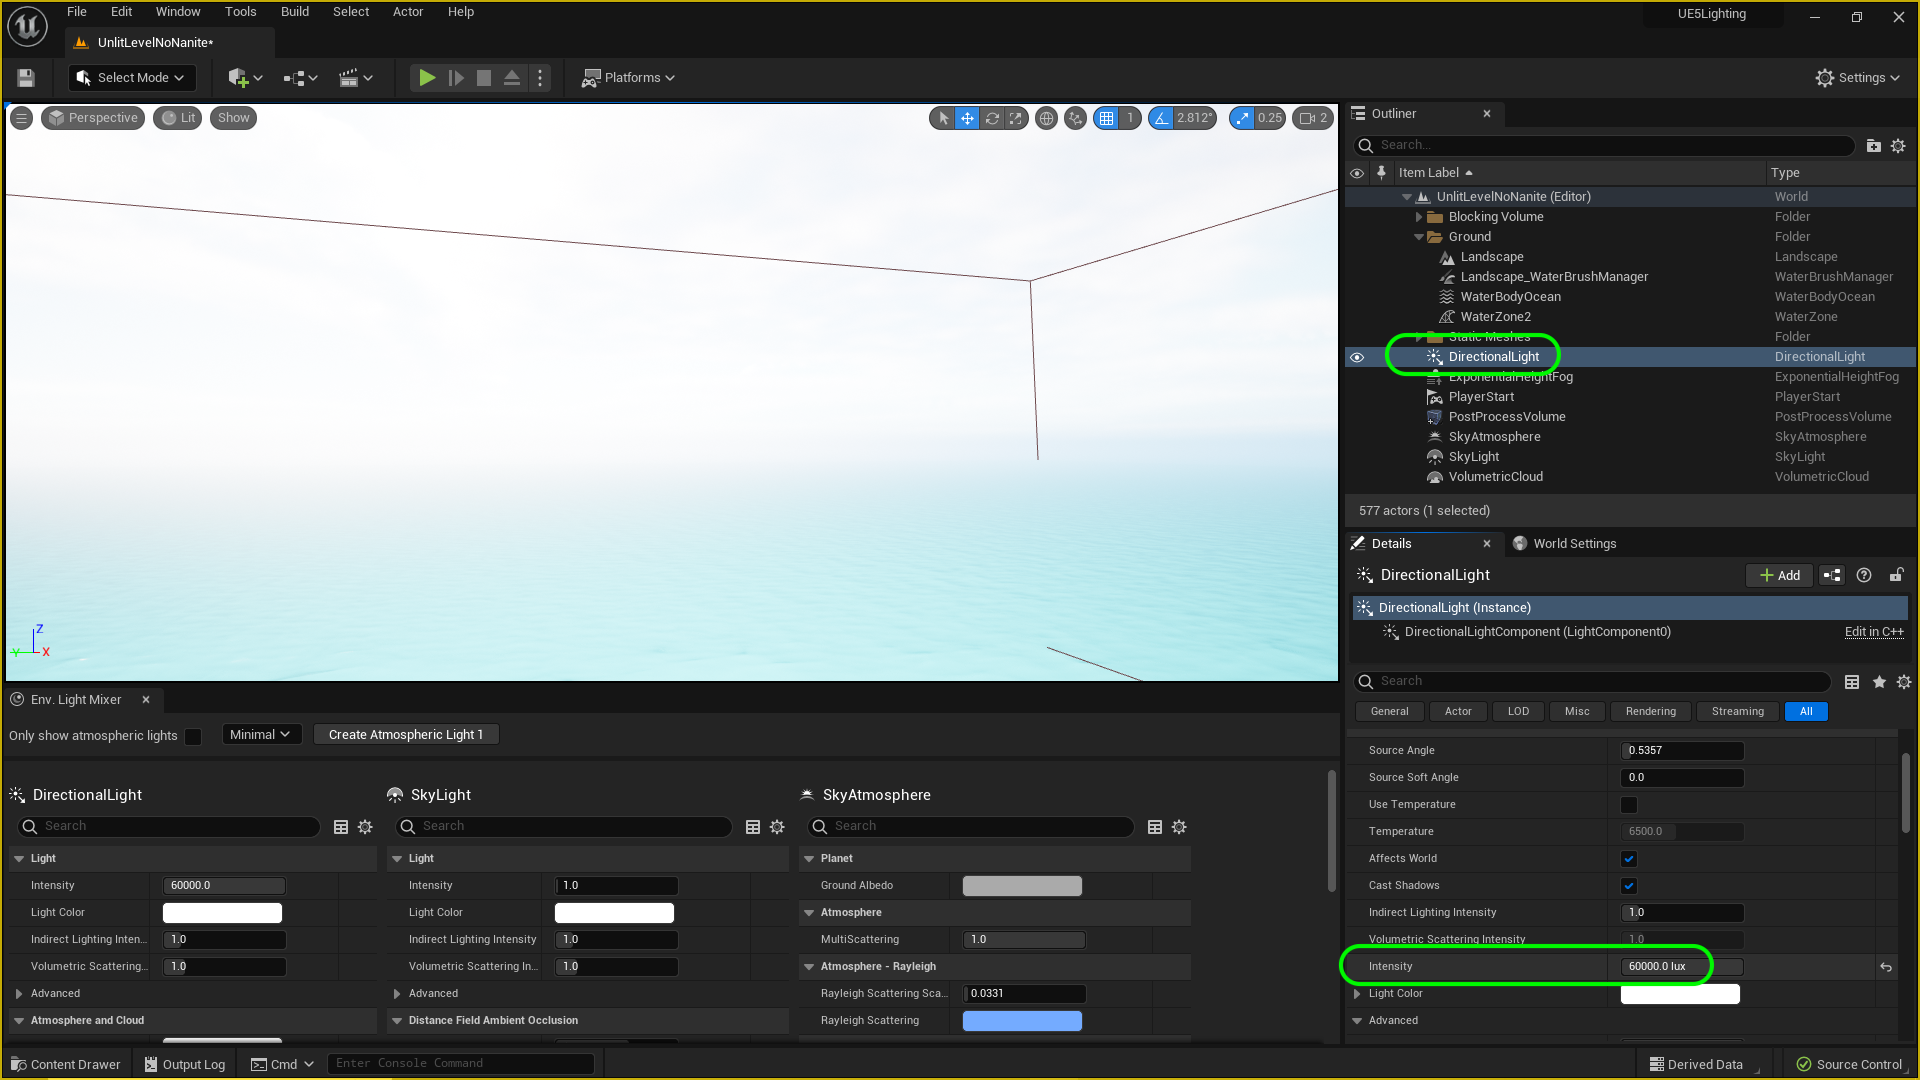 File Edit Window Tools Build Select Actor Help
UE5Lighting
UnlitLevelNoNanite*
Select Mode
Platforms
Settings
Perspective
Lit
Show
1
2.812°
0.25
2
Z
Y
X
Outliner
Search...
Item Label
Type
UnlitLevelNoNanite (Editor) World
Blocking Volume Folder
Ground Folder
Landscape Landscape
Landscape_WaterBrushManager WaterBrushManager
WaterBodyOcean WaterBodyOcean
WaterZone2 WaterZone
Static Meshes Folder
DirectionalLight DirectionalLight
ExponentialHeightFog ExponentialHeightFog
PlayerStart PlayerStart
PostProcessVolume PostProcessVolume
SkyAtmosphere SkyAtmosphere
SkyLight SkyLight
VolumetricCloud VolumetricCloud
577 actors (1 selected)
Details
World Settings
DirectionalLight
Add
DirectionalLight (Instance)
DirectionalLightComponent (LightComponent0)
Edit in C++
Search
General Actor LOD Misc Rendering Streaming All
Source Angle 0.5357
Source Soft Angle 0.0
Use Temperature
Temperature 6500.0
Affects World
Cast Shadows
Indirect Lighting Intensity 1.0
Volumetric Scattering Intensity 1.0
Intensity 60000.0 lux
Light Color
Advanced
Env. Light Mixer
Only show atmospheric lights
Minimal
Create Atmospheric Light 1
DirectionalLight
Search
Light
Intensity 60000.0
Light Color
Indirect Lighting Inten... 1.0
Volumetric Scattering... 1.0
Advanced
Atmosphere and Cloud
SkyLight
Search
Light
Intensity 1.0
Light Color
Indirect Lighting Intensity 1.0
Volumetric Scattering In... 1.0
Advanced
Distance Field Ambient Occlusion
SkyAtmosphere
Search
Planet
Ground Albedo
Atmosphere
MultiScattering 1.0
Atmosphere - Rayleigh
Rayleigh Scattering Sca... 0.0331
Rayleigh Scattering
Content Drawer
Output Log
Cmd
Enter Console Command
Derived Data
Source Control